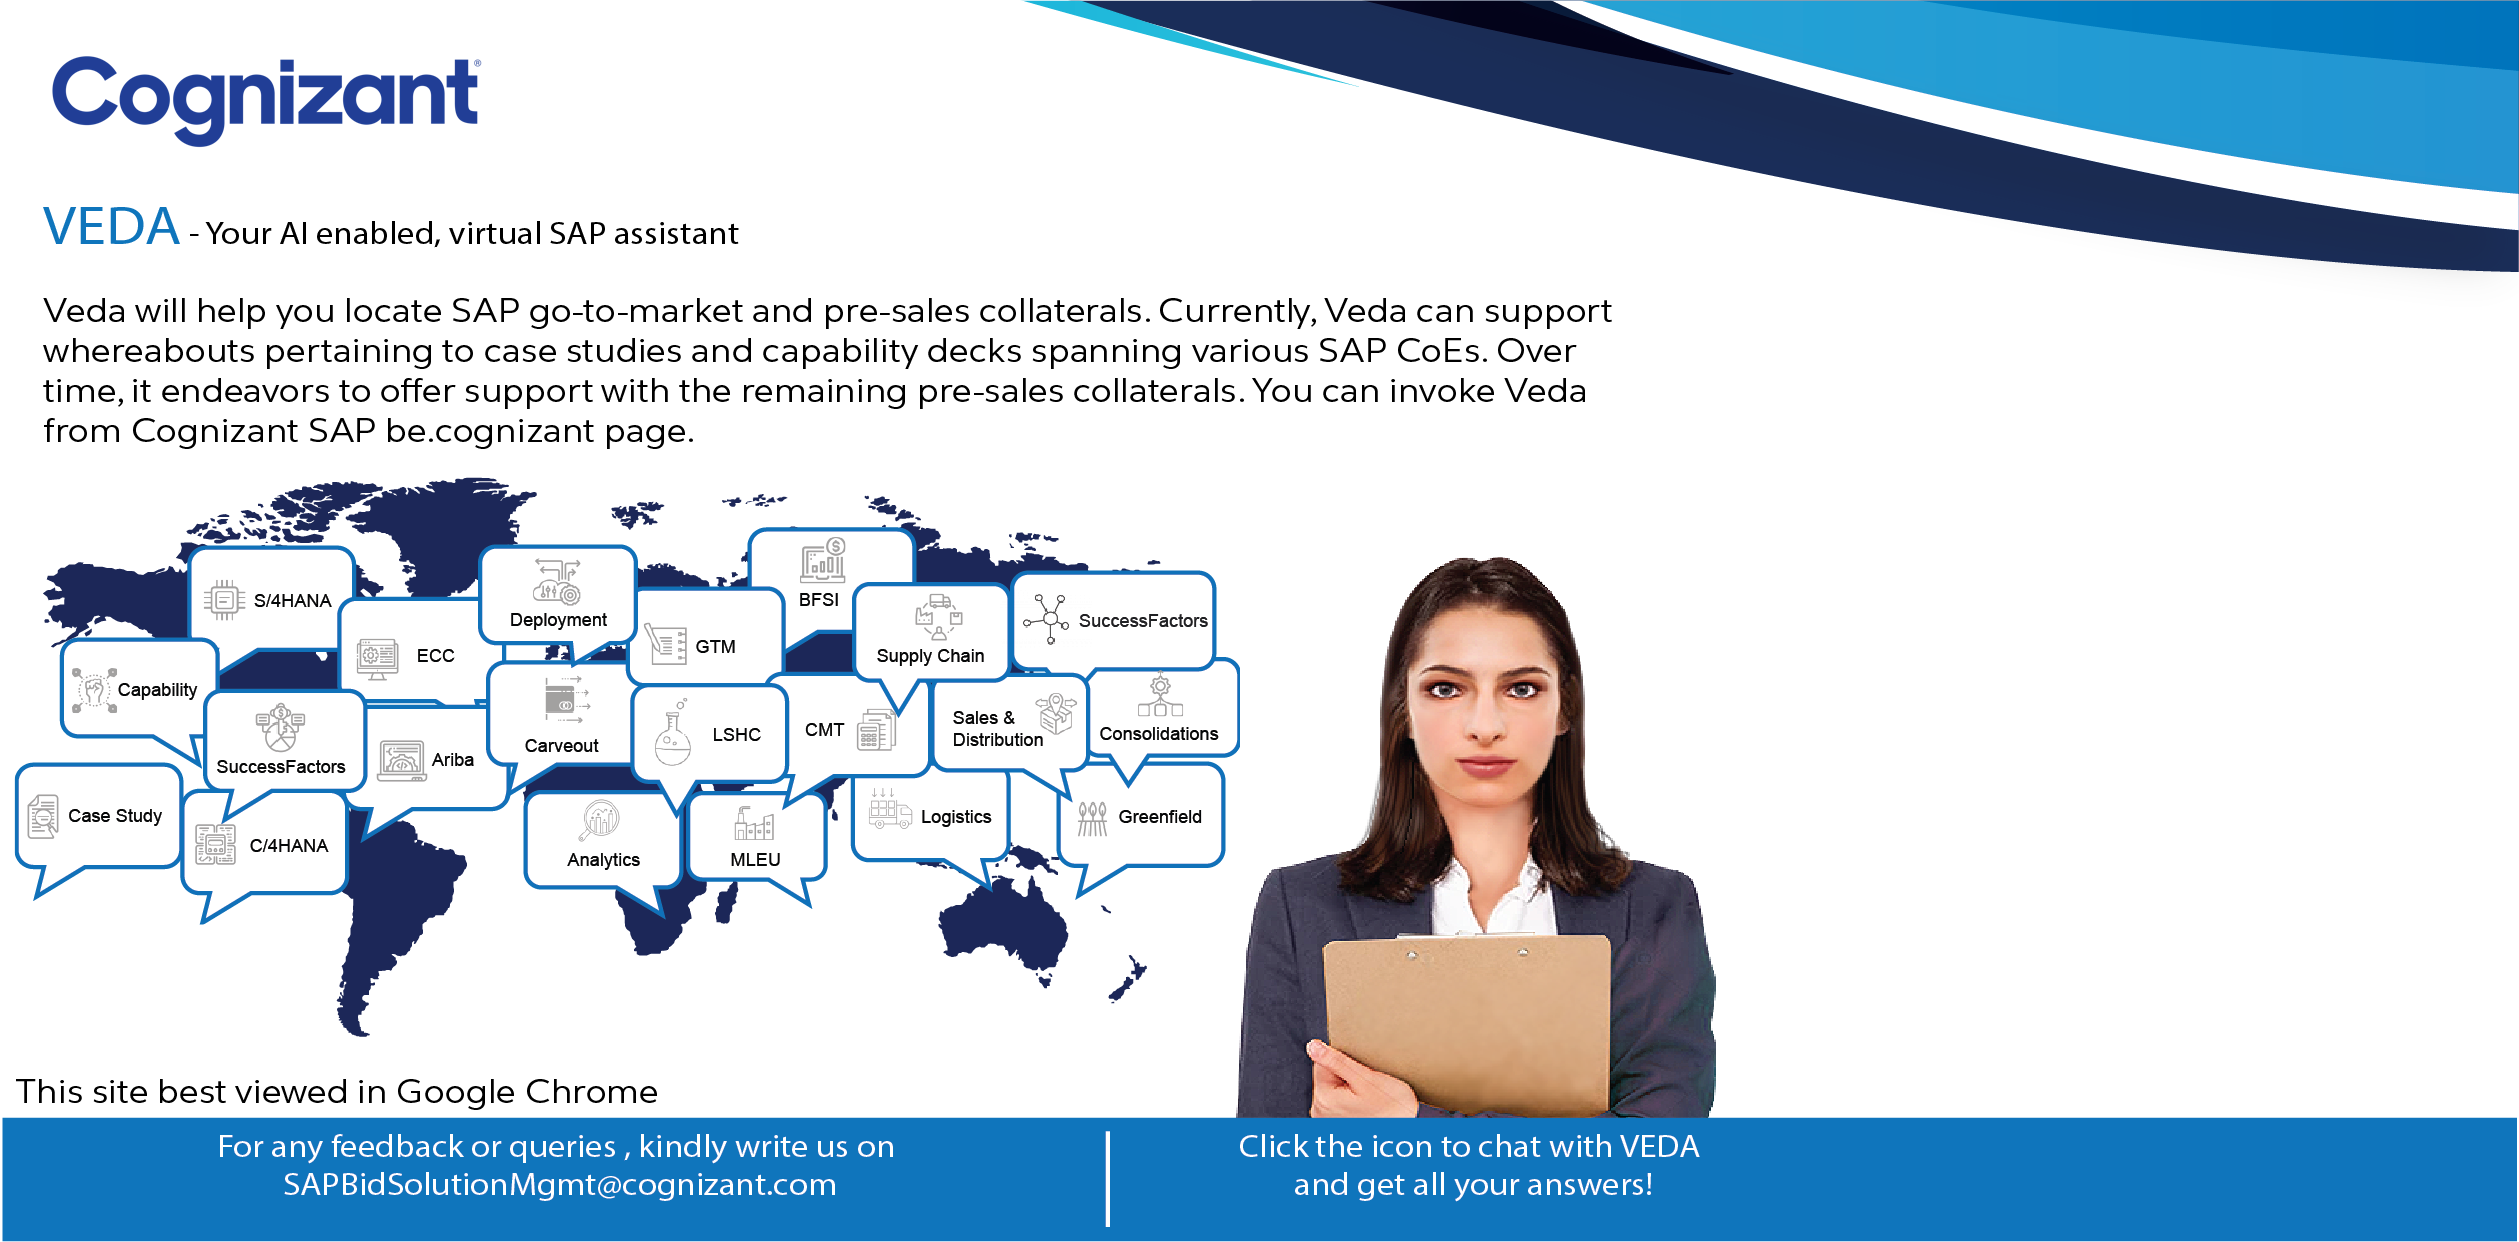 Cognizant®
VEDA - Your AI enabled, virtual SAP assistant
Veda will help you locate SAP go-to-market and pre-sales collaterals. Currently, Veda can support
whereabouts pertaining to case studies and capability decks spanning various SAP CoEs. Over
time, it endeavors to offer support with the remaining pre-sales collaterals. You can invoke Veda
from Cognizant SAP be.cognizant page.
S/4HANA
ECC
Deployment
GTM
BFSI
Supply Chain
SuccessFactors
Capability
SuccessFactors
Ariba
Carveout
LSHC
CMT
Sales &
Distribution
Consolidations
Case Study
C/4HANA
Analytics
MLEU
Logistics
Greenfield
This site best viewed in Google Chrome
For any feedback or queries , kindly write us on
SAPBidSolutionMgmt@cognizant.com
Click the icon to chat with VEDA
and get all your answers!